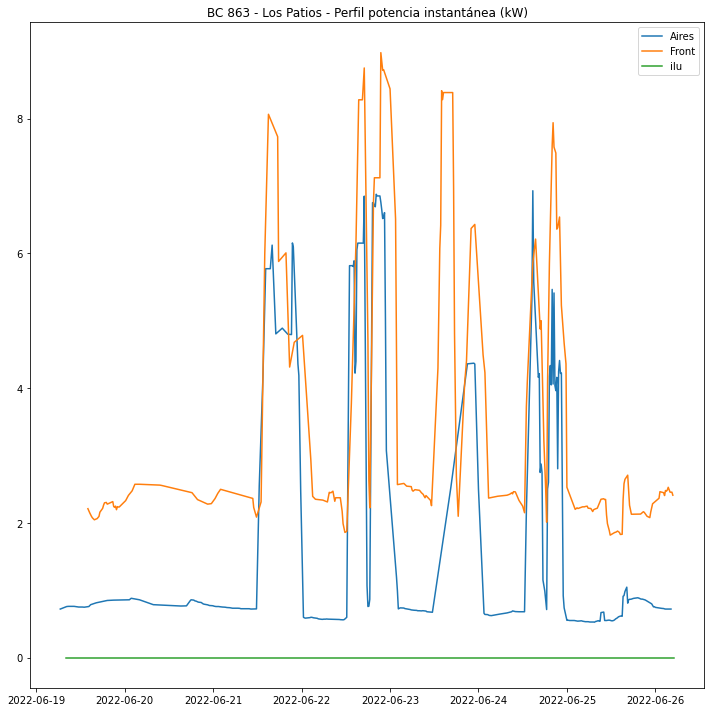 BC 863 - Los Patios - Perfil potencia instantánea (kW)
Aires
Front
ilu
8
6
4
2
0
2022-06-19 2022-06-20 2022-06-21 2022-06-22 2022-06-23 2022-06-24 2022-06-25 2022-06-26